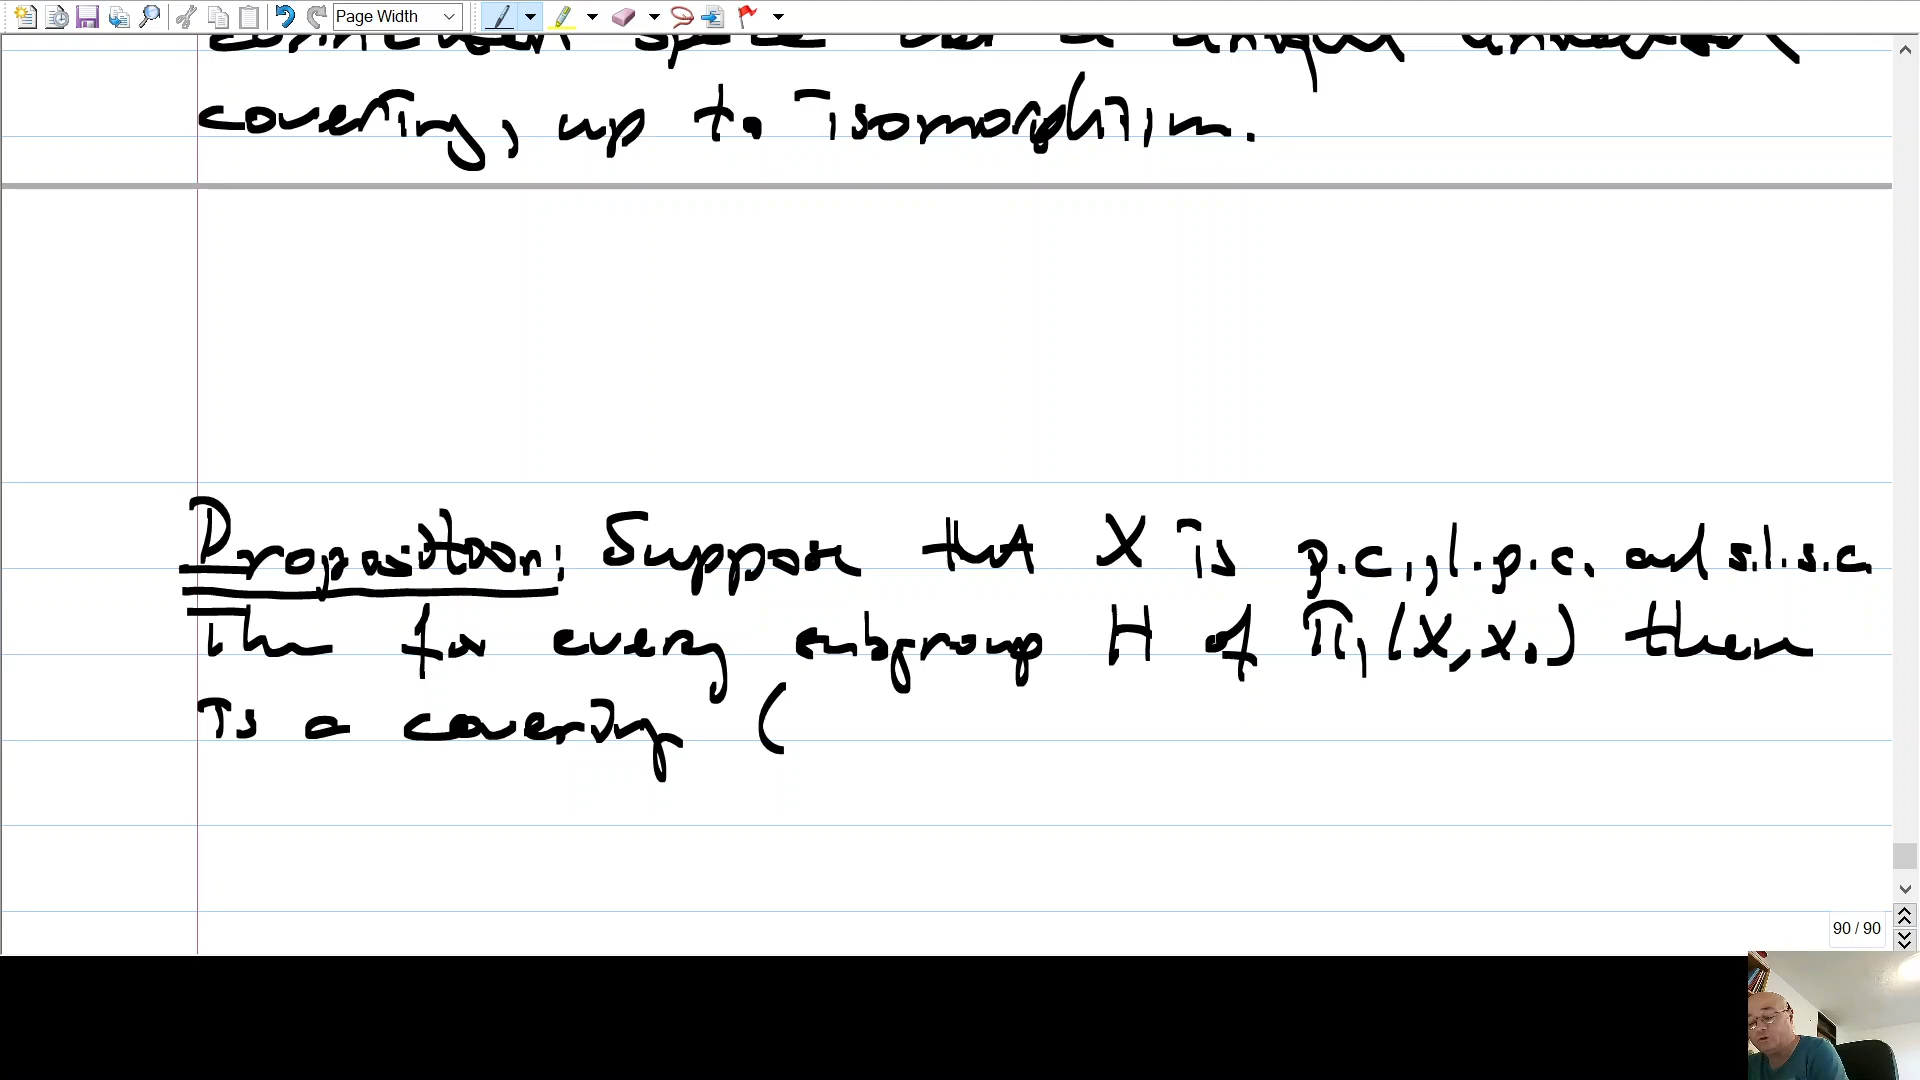 Page Width
covering, up to isomorphism.
Proposition: Suppose that X is p.c., l.p.c. and s.l.s.c.
Then for every subgroup H of π₁(X, x₀) there
is a covering (
90 / 90